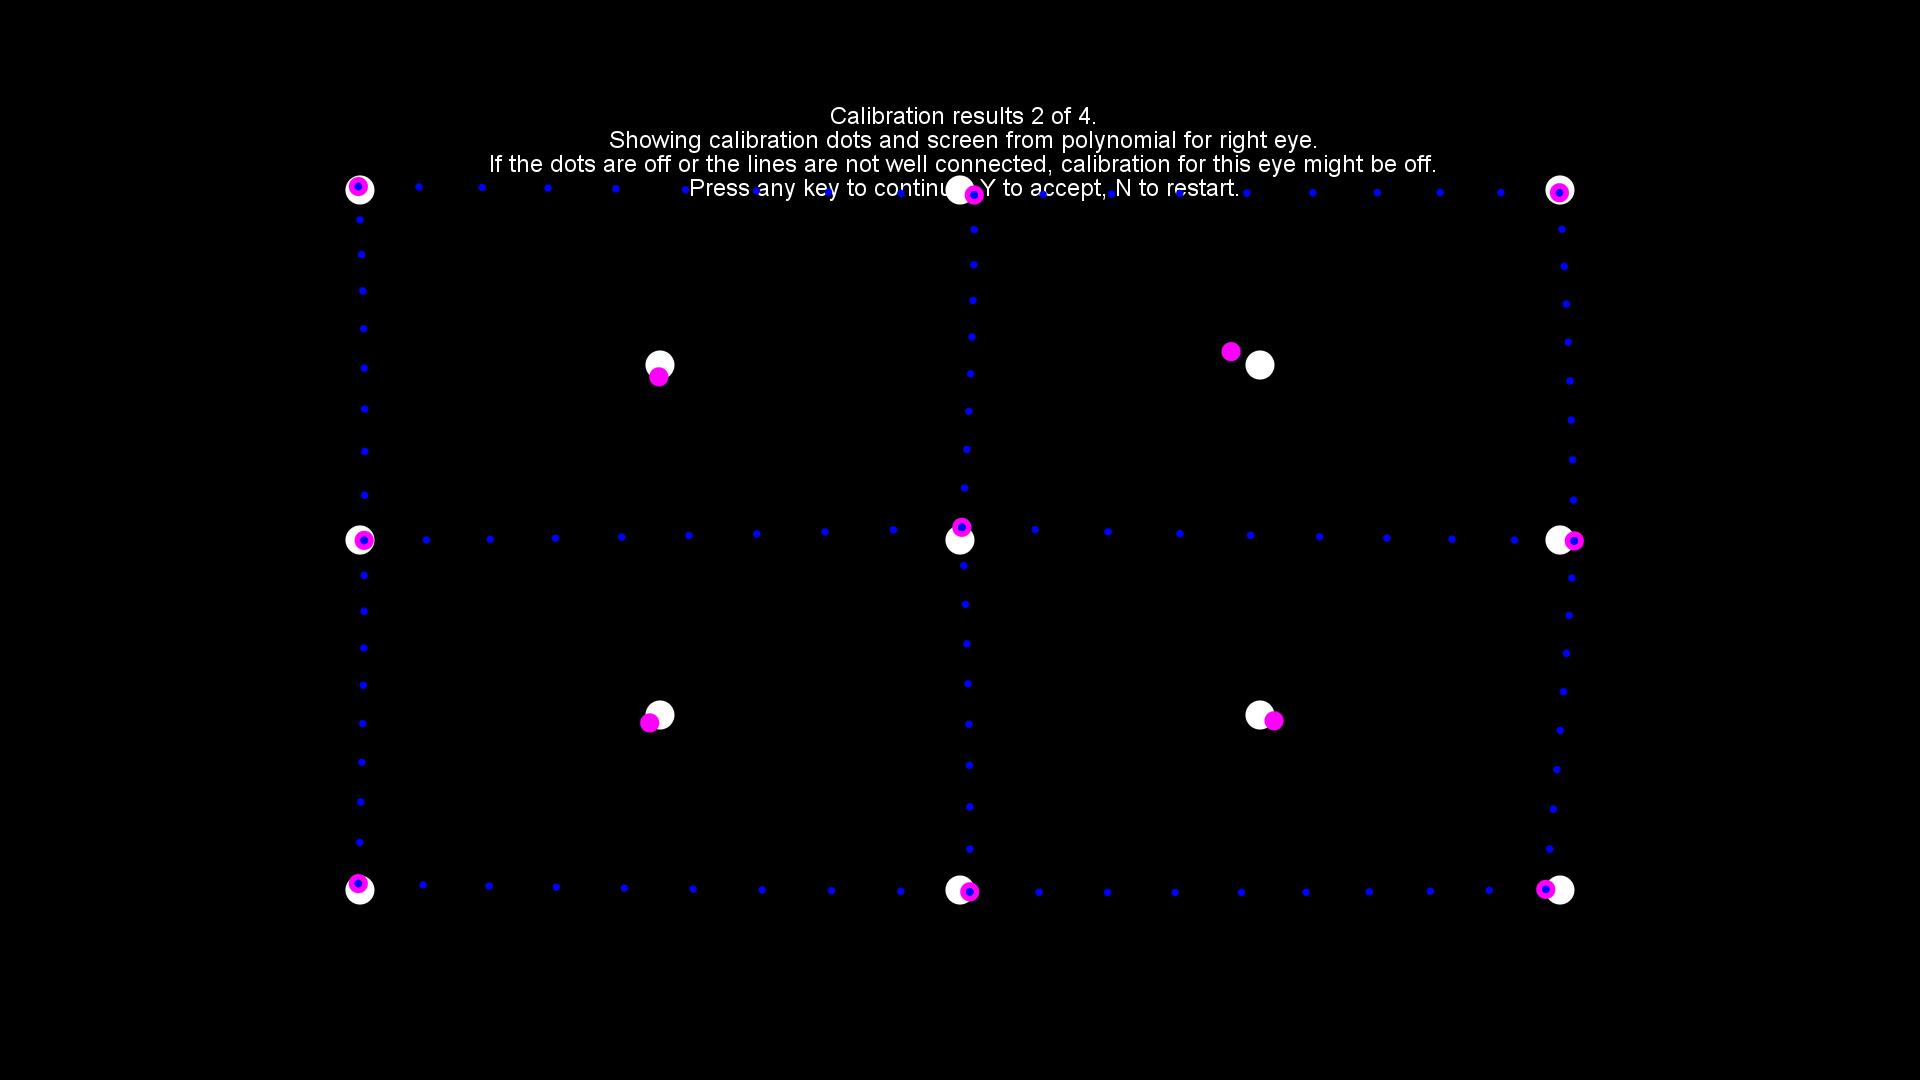 Calibration results 2 of 4.
Showing calibration dots and screen from polynomial for right eye.
If the dots are off or the lines are not well connected, calibration for this eye might be off.
Press any key to continue, Y to accept, N to restart.